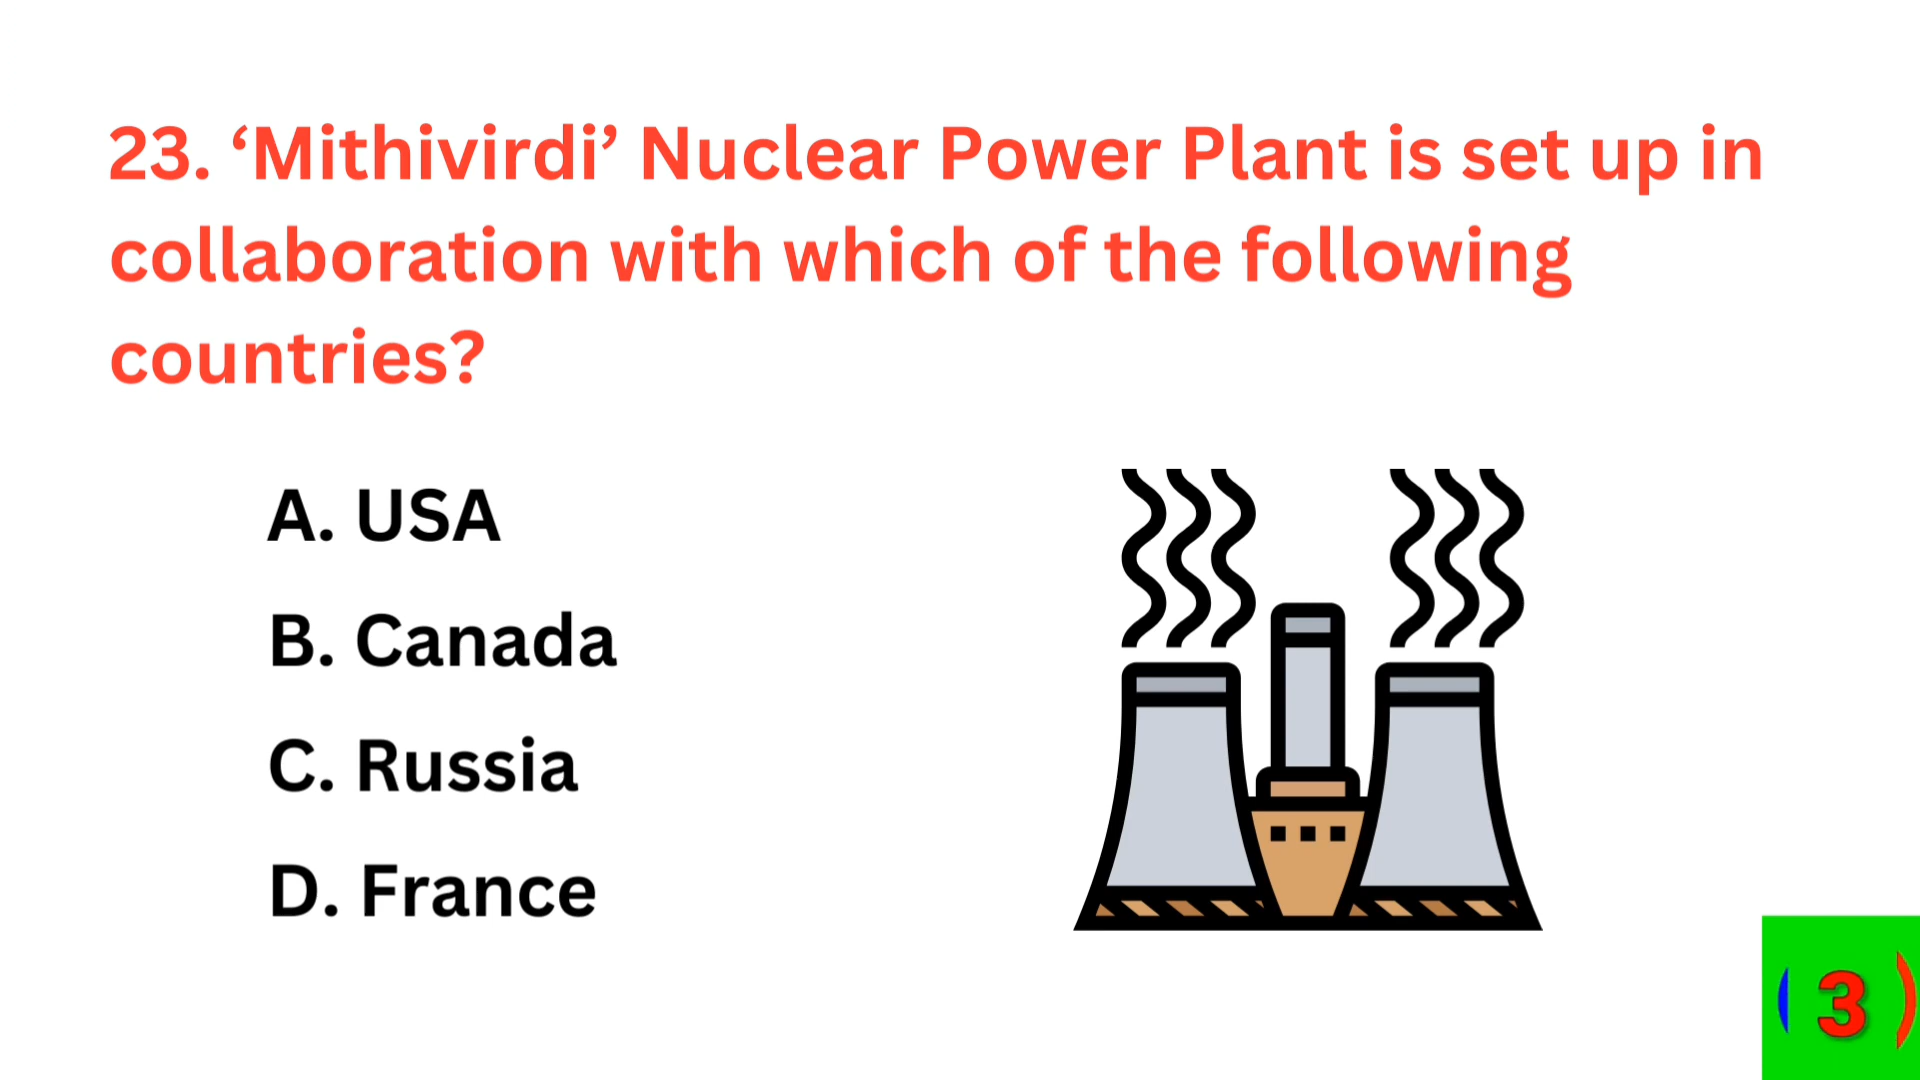 23. ‘Mithivirdi’ Nuclear Power Plant is set up in
collaboration with which of the following
countries?
A. USA
B. Canada
C. Russia
D. France
3